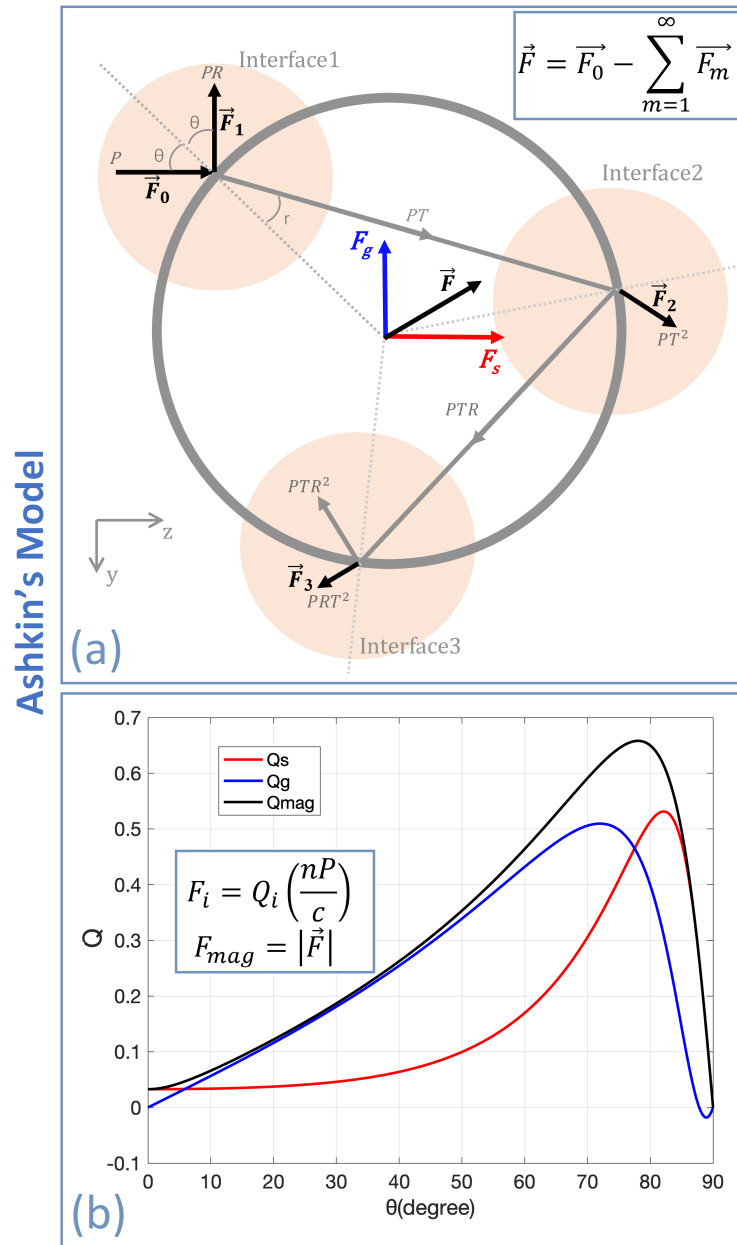 Ashkin's Model
Interface1
PR
θ
θ
P
F⃗₁
F⃗₀
r
F⃗ = F⃗₀ − ∑_{m=1}^{∞} F⃗ₘ
Interface2
PT
F_g
F⃗
F_s
F⃗₂
PT²
PTR
z
y
PTR²
F⃗₃
PRT²
Interface3
(a)
0.7
0.6
0.5
0.4
0.3
0.2
0.1
0
-0.1
Q
Qs
Qg
Qmag
F_i = Q_i (nP/c)
F_mag = |F⃗|
0 10 20 30 40 50 60 70 80 90
θ(degree)
(b)